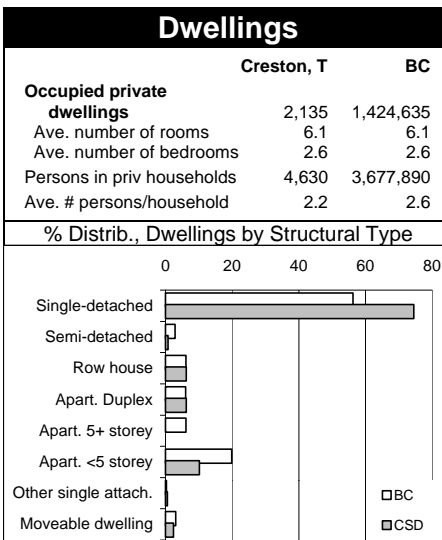 Dwellings
Creston, T BC
Occupied private
dwellings 2,135 1,424,635
Ave. number of rooms 6.1 6.1
Ave. number of bedrooms 2.6 2.6
Persons in priv households 4,630 3,677,890
Ave. # persons/household 2.2 2.6
% Distrib., Dwellings by Structural Type
0 20 40 60 80
Single-detached
Semi-detached
Row house
Apart. Duplex
Apart. 5+ storey
Apart. <5 storey
Other single attach.
BC
Moveable dwelling
CSD